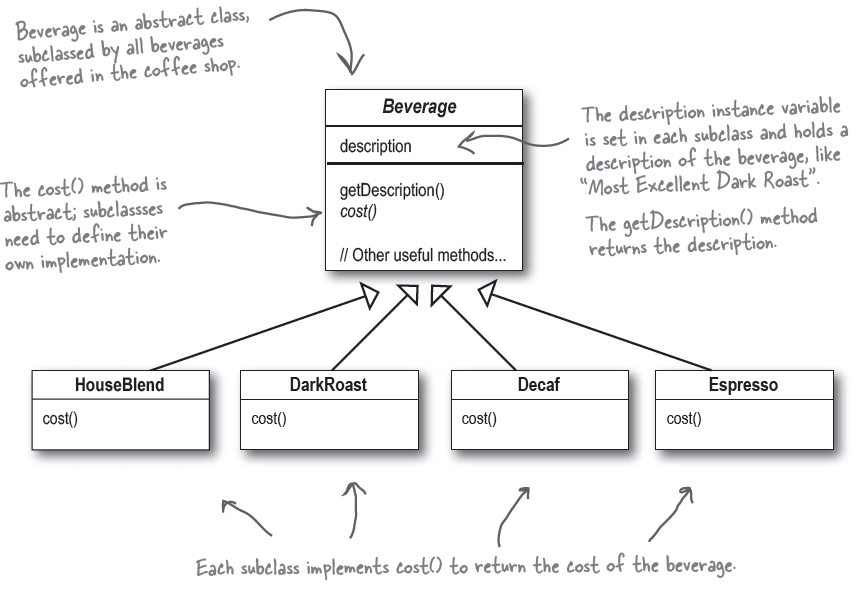 Beverage is an abstract class,
subclassed by all beverages
offered in the coffee shop.
Beverage
description
getDescription()
cost()
// Other useful methods...
The description instance variable
is set in each subclass and holds a
description of the beverage, like
“Most Excellent Dark Roast”.
The getDescription() method
returns the description.
The cost() method is
abstract; subclassses
need to define their
own implementation.
HouseBlend
cost()
DarkRoast
cost()
Decaf
cost()
Espresso
cost()
Each subclass implements cost() to return the cost of the beverage.